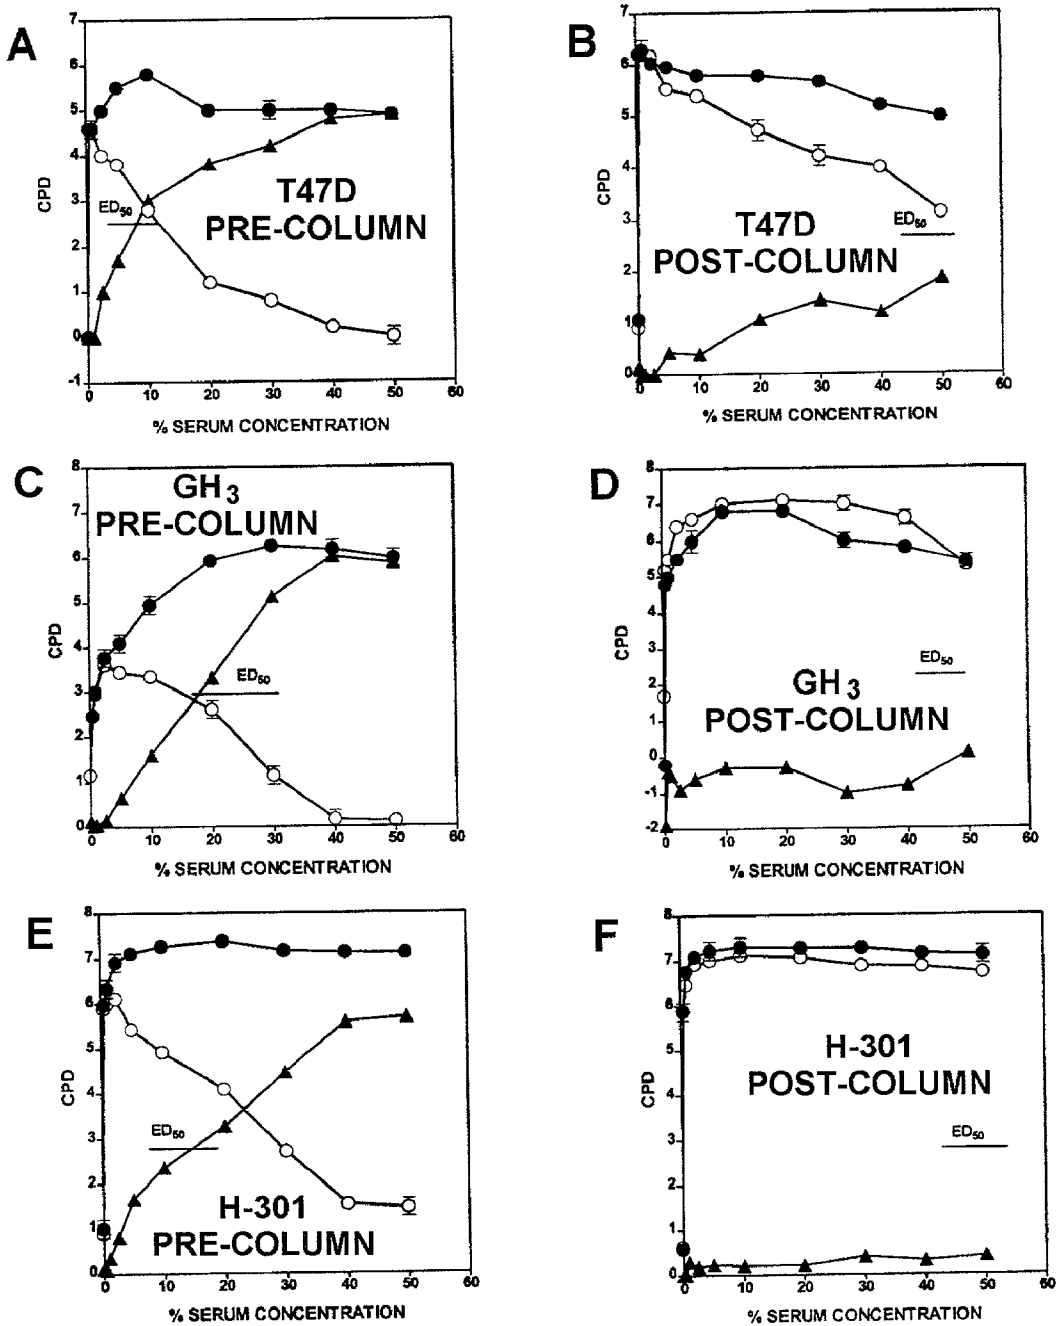 A
7
6
5
4
3
2
1
0
-1
CPD
ED50
T47D
PRE-COLUMN
0 10 20 30 40 50 60
% SERUM CONCENTRATION
B
7
6
5
4
3
2
1
0
CPD
ED50
T47D
POST-COLUMN
0 10 20 30 40 50 60
% SERUM CONCENTRATION
C
8
7
6
5
4
3
2
1
0
CPD
GH3
PRE-COLUMN
ED50
0 10 20 30 40 50 60
% SERUM CONCENTRATION
D
8
7
6
5
4
3
2
1
0
-1
-2
CPD
ED50
GH3
POST-COLUMN
0 10 20 30 40 50 60
% SERUM CONCENTRATION
E
8
7
6
5
4
3
2
1
0
CPD
ED50
H-301
PRE-COLUMN
0 10 20 30 40 50 60
% SERUM CONCENTRATION
F
8
7
6
5
4
3
2
1
0
CPD
H-301
POST-COLUMN
ED50
0 10 20 30 40 50 60
% SERUM CONCENTRATION